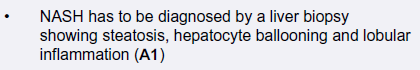 • NASH has to be diagnosed by a liver biopsy
showing steatosis, hepatocyte ballooning and lobular
inflammation (A1)